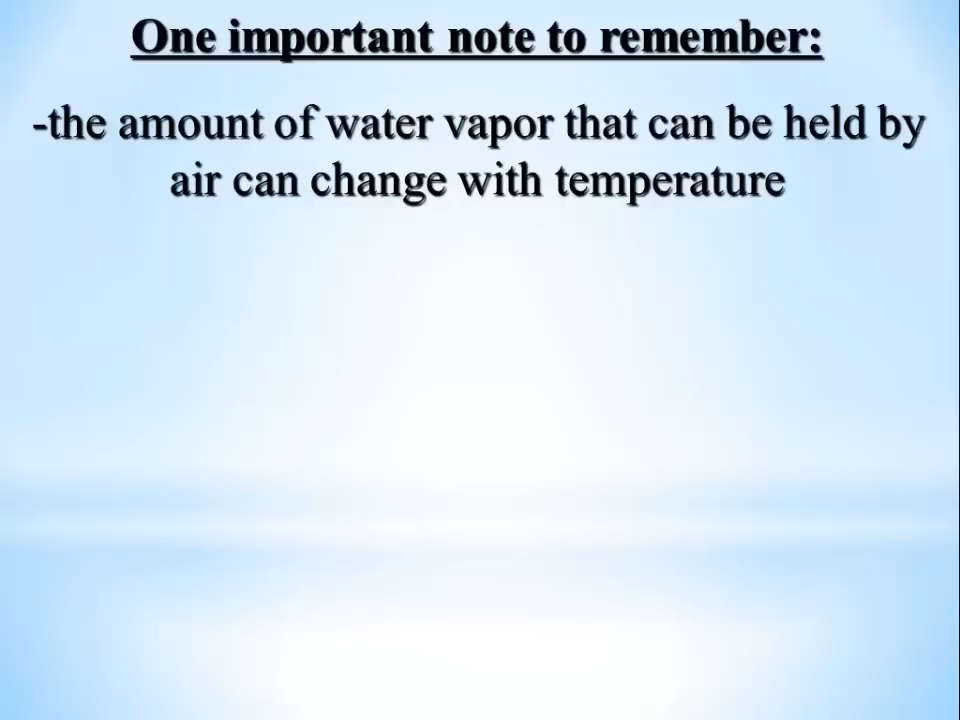 One important note to remember:
-the amount of water vapor that can be held by
air can change with temperature